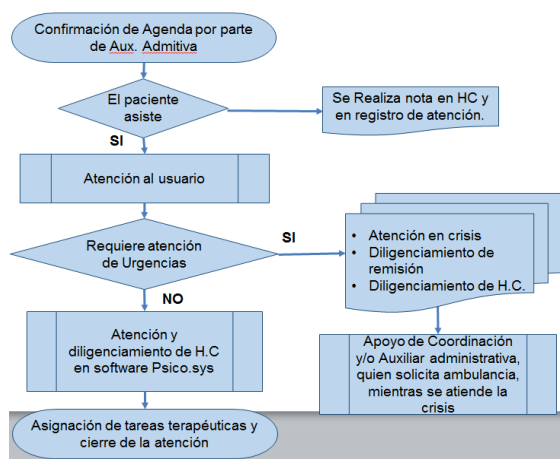 Confirmación de Agenda por parte
de Aux. Admitiva
El paciente
asiste
Se Realiza nota en HC y
en registro de atención.
SI
Atención al usuario
Requiere atención
de Urgencias
SI
• Atención en crisis
• Diligenciamiento de
remisión
• Diligenciamiento de H.C.
NO
Atención y
diligenciamiento de H.C
en software Psico.sys
Apoyo de Coordinación
y/o Auxiliar administrativa,
quien solicita ambulancia,
mientras se atiende la
crisis
Asignación de tareas terapéuticas y
cierre de la atención